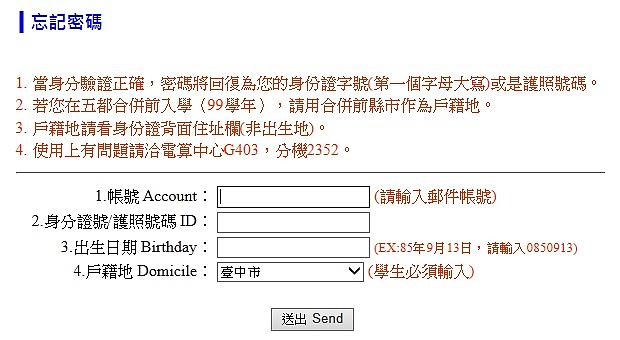 忘記密碼
1. 當身分驗證正確，密碼將回復為您的身份證字號(第一個字母大寫)或是護照號碼。
2. 若您在五都合併前入學（99學年），請用合併前縣市作為戶籍地。
3. 戶籍地請看身份證背面住址欄(非出生地)。
4. 使用上有問題請洽電算中心G403，分機2352。
1.帳號 Account： (請輸入郵件帳號)
2.身分證號/護照號碼 ID：
3.出生日期 Birthday： (EX:85年9月13日，請輸入0850913)
4.戶籍地 Domicile： 臺中市 (學生必須輸入)
送出 Send